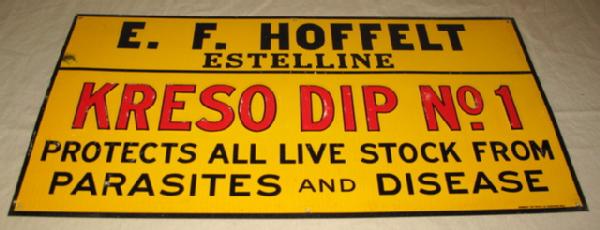 E. F. HOFFELT
ESTELLINE
KRESO DIP No. 1
PROTECTS ALL LIVE STOCK FROM
PARASITES AND DISEASE